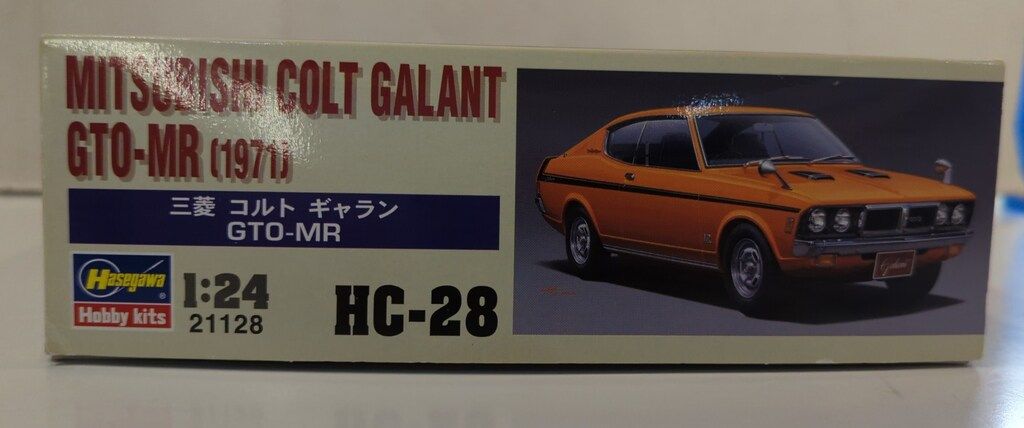 MITSUBISHI COLT GALANT
GTO-MR (1971)
三菱 コルト ギャラン
GTO-MR
Hasegawa®
Hobby kits
1:24
21128
HC-28
Galant